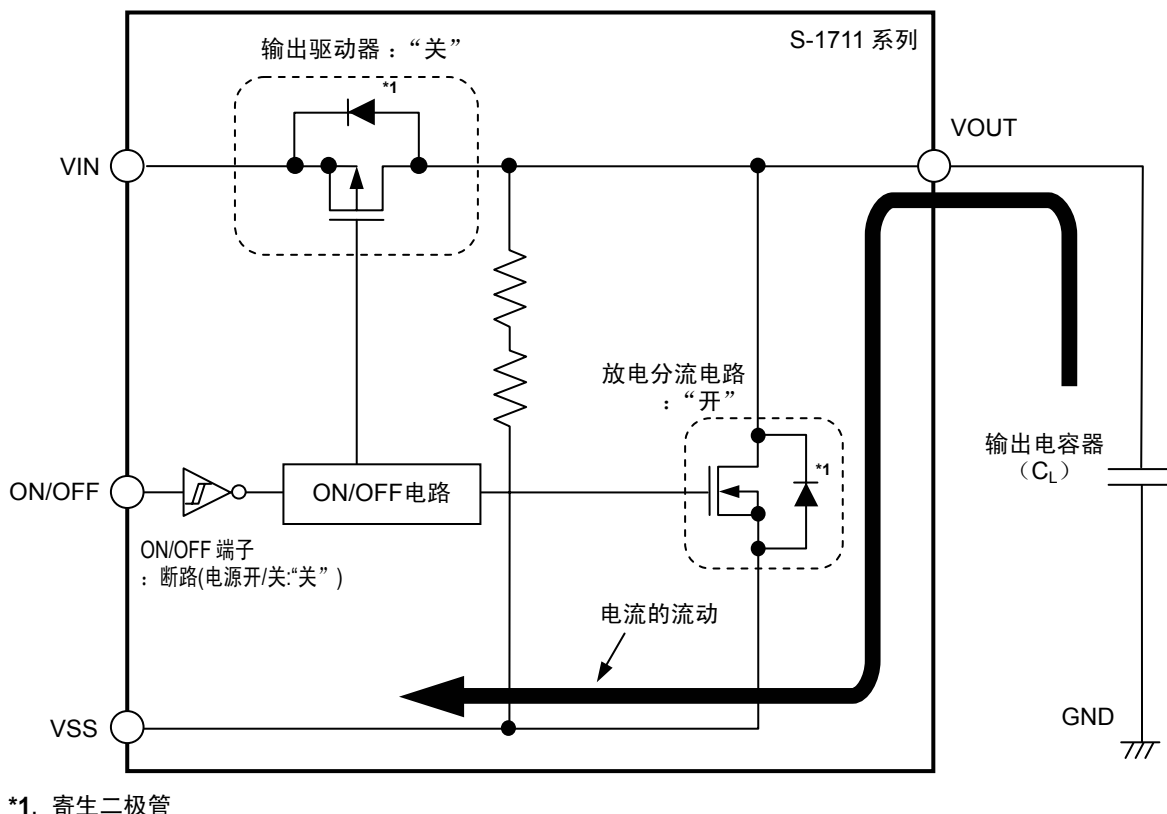 S-1711 系列
输出驱动器：“关”
*1
VOUT
VIN
放电分流电路
：“开”
*1
输出电容器
（CL）
ON/OFF
ON/OFF电路
ON/OFF 端子
：断路(电源开/关:“关”)
电流的流动
VSS
GND
*1. 寄生二极管